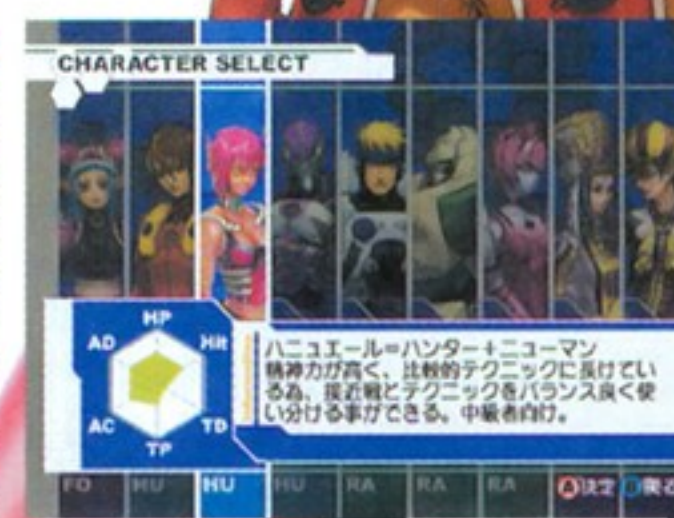 CHARACTER SELECT
HP
AD
Hit
AC
TD
TP
ハニュエール=ハンター+ニューマン
精神力が高く、比較的テクニックに長けてい
る為、接近戦とテクニックをバランス良く使
い分ける事ができる。中級者向け。
FO HU HU HU RA RA RA 決定 戻る